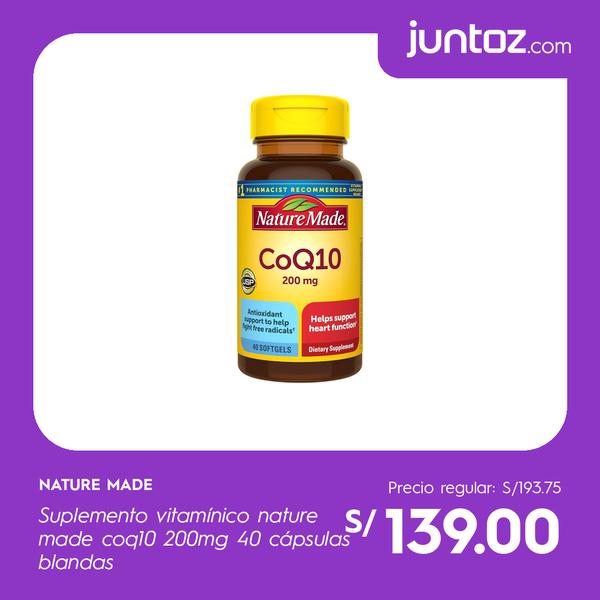 juntoz.com
#1 PHARMACIST RECOMMENDED
Nature Made®
CoQ10
200 mg
USP
Antioxidant
support to help
fight free radicals†
Helps support
heart function†
40 SOFTGELS
Dietary Supplement
NATURE MADE
Suplemento vitamínico nature
made coq10 200mg 40 cápsulas
blandas
Precio regular: S/193.75
S/139.00